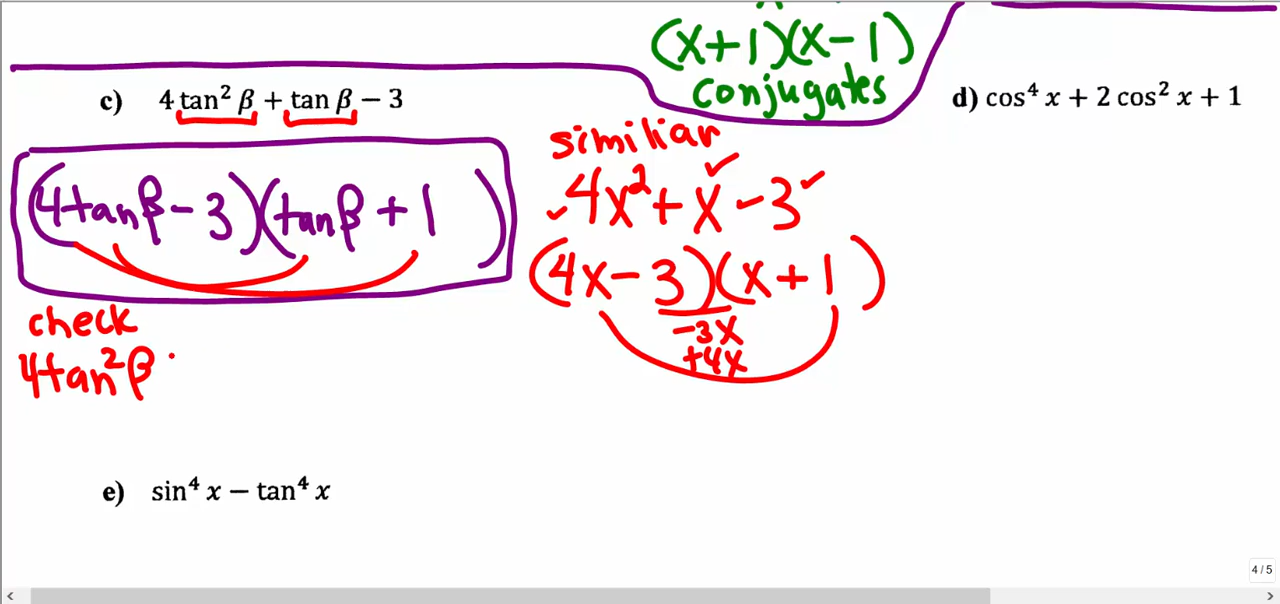 (x+1)(x-1)
conjugates
c) 4 tan² β + tan β − 3
(4tanβ - 3)(tanβ + 1 )
check
4tan²β
similiar
4x² + x - 3
(4x - 3)(x + 1 )
-3x
+4x
d) cos⁴ x + 2 cos² x + 1
e) sin⁴ x − tan⁴ x
4 / 5